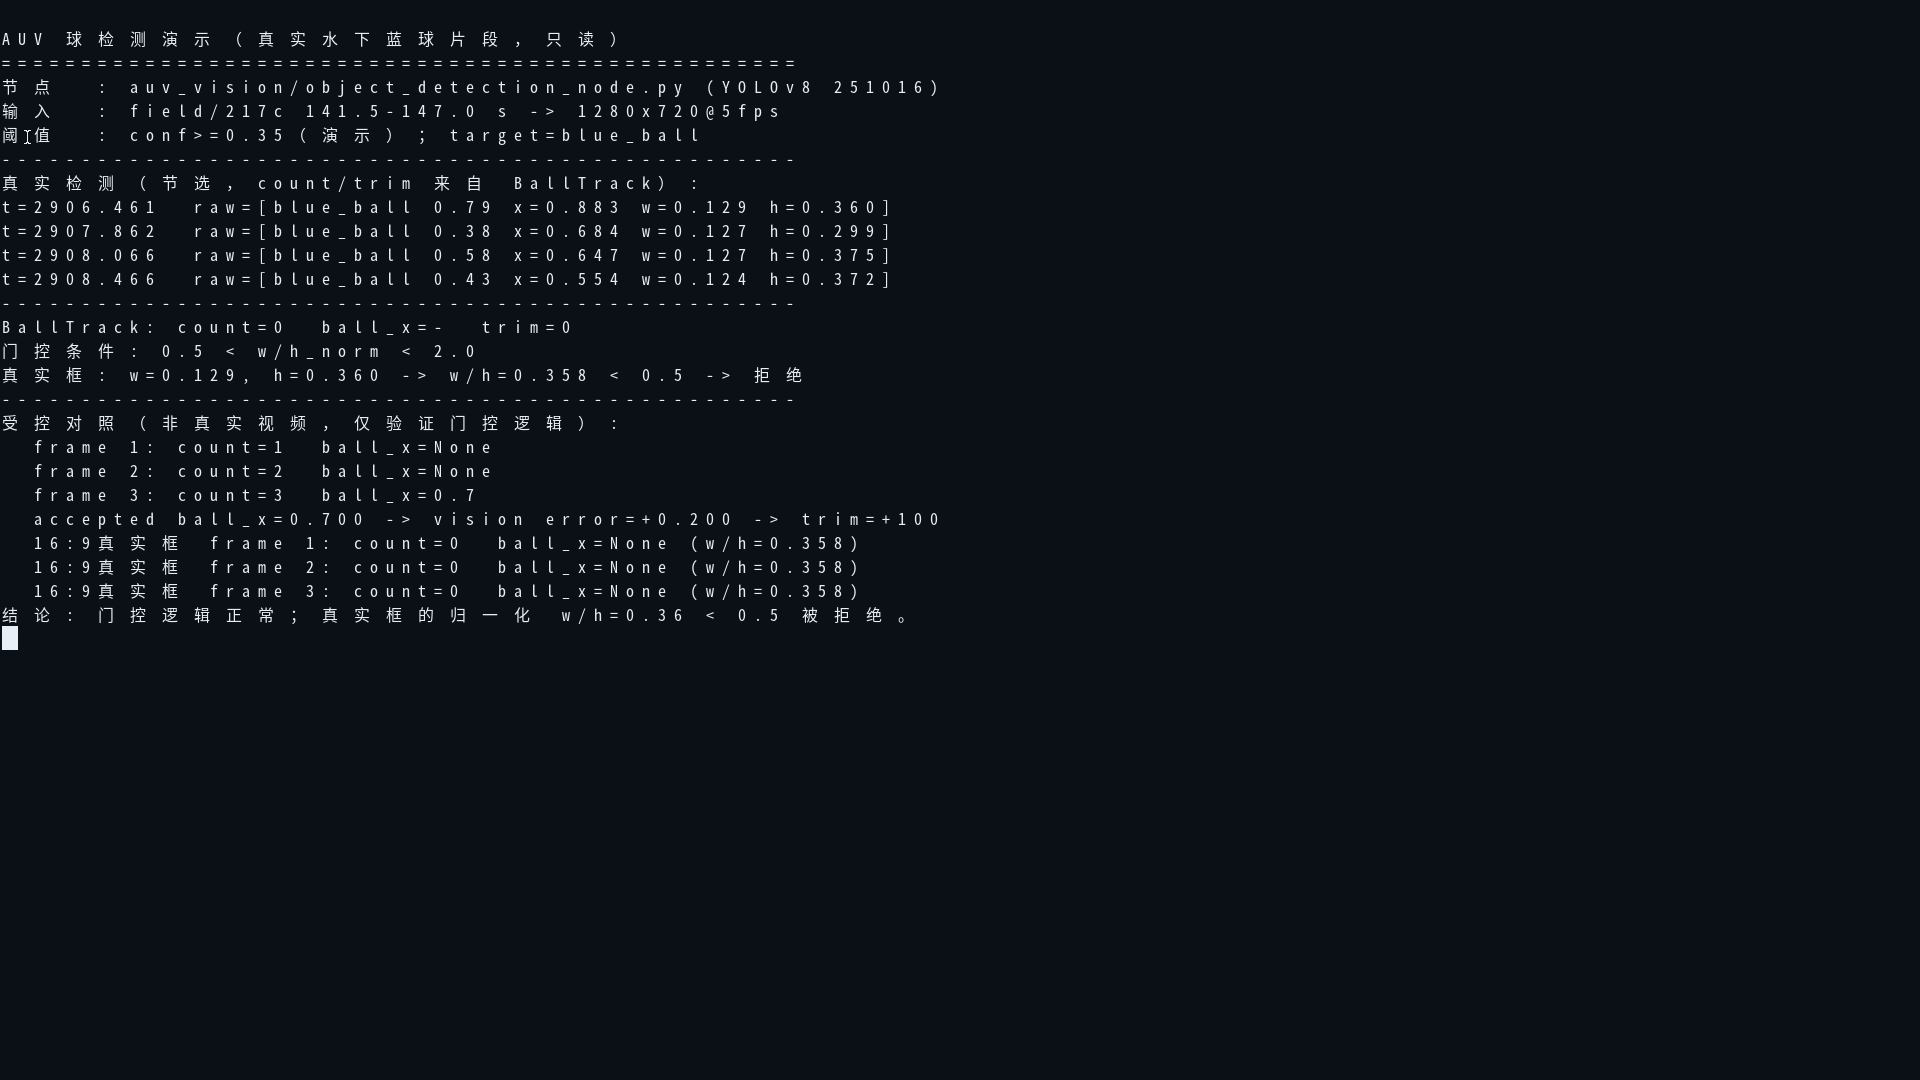 AUV 球检测演示（真实水下蓝球片段，只读）
==================================================
节点  : auv_vision/object_detection_node.py (YOLOv8 251016)
输入  : field/217c 141.5-147.0 s -> 1280x720@5fps
阈值  : conf>=0.35（演示）; target=blue_ball
--------------------------------------------------
真实检测（节选，count/trim 来自 BallTrack）:
t=2906.461  raw=[blue_ball 0.79 x=0.883 w=0.129 h=0.360]
t=2907.862  raw=[blue_ball 0.38 x=0.684 w=0.127 h=0.299]
t=2908.066  raw=[blue_ball 0.58 x=0.647 w=0.127 h=0.375]
t=2908.466  raw=[blue_ball 0.43 x=0.554 w=0.124 h=0.372]
--------------------------------------------------
BallTrack: count=0  ball_x=-  trim=0
门控条件: 0.5 < w/h_norm < 2.0
真实框: w=0.129, h=0.360 -> w/h=0.358 < 0.5 -> 拒绝
--------------------------------------------------
受控对照（非真实视频，仅验证门控逻辑）:
  frame 1: count=1  ball_x=None
  frame 2: count=2  ball_x=None
  frame 3: count=3  ball_x=0.7
  accepted ball_x=0.700 -> vision error=+0.200 -> trim=+100
  16:9真实框 frame 1: count=0  ball_x=None (w/h=0.358)
  16:9真实框 frame 2: count=0  ball_x=None (w/h=0.358)
  16:9真实框 frame 3: count=0  ball_x=None (w/h=0.358)
结论: 门控逻辑正常；真实框的归一化 w/h=0.36 < 0.5 被拒绝。